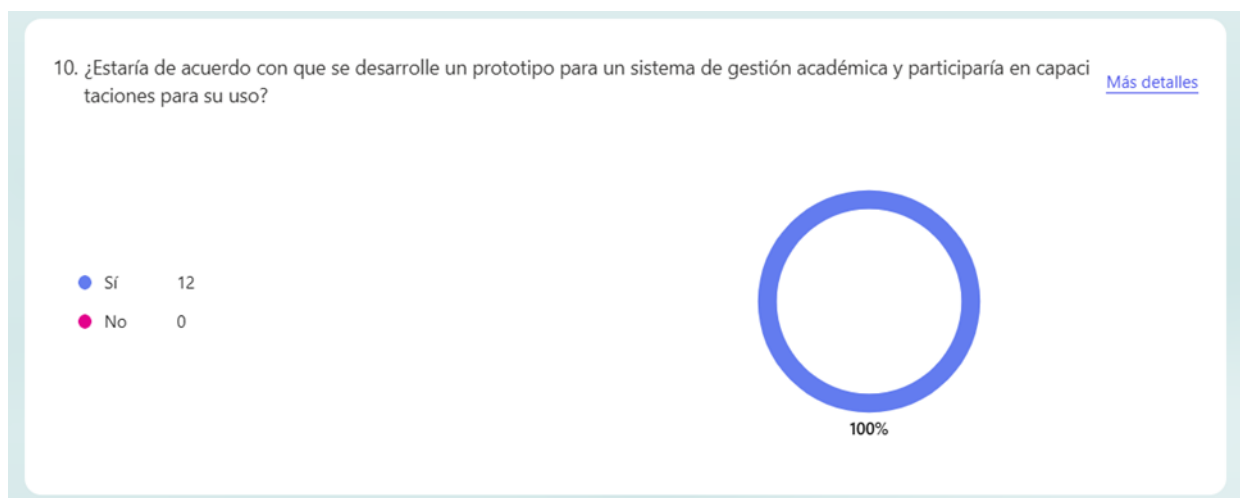 10. ¿Estaría de acuerdo con que se desarrolle un prototipo para un sistema de gestión académica y participaría en capaci
taciones para su uso?
Más detalles
Sí 12
No 0
100%